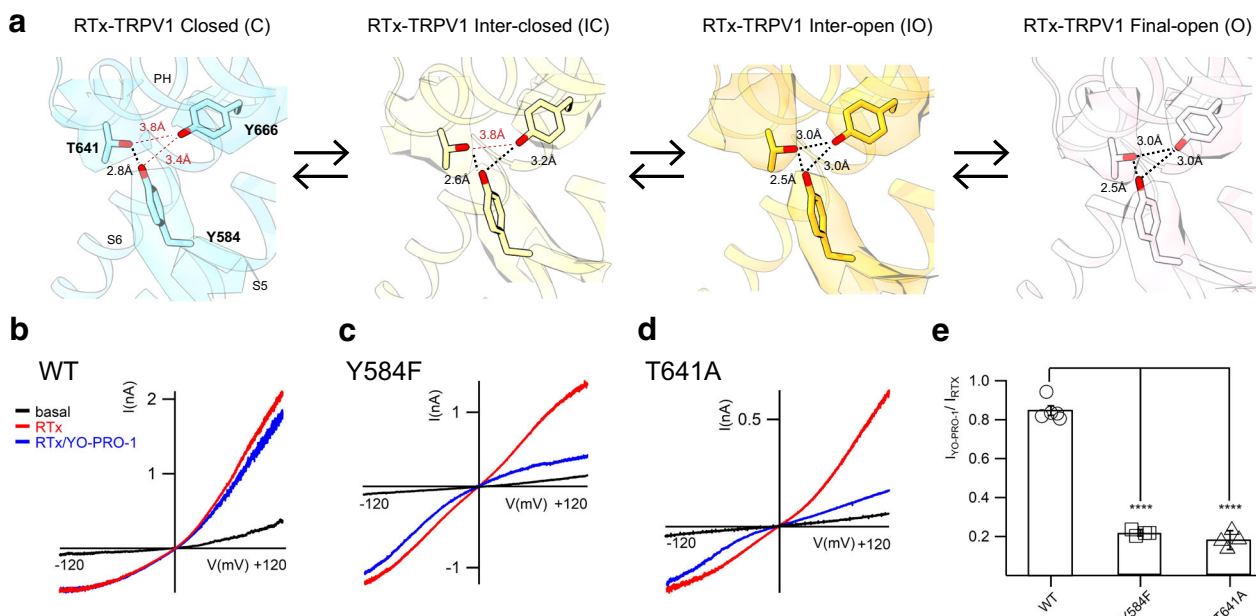 a
RTx-TRPV1 Closed (C)
RTx-TRPV1 Inter-closed (IC)
RTx-TRPV1 Inter-open (IO)
RTx-TRPV1 Final-open (O)
PH
3.8Å
Y666
T641
3.4Å
2.8Å
S6
Y584
S5
3.8Å
3.2Å
2.6Å
3.0Å
3.0Å
2.5Å
3.0Å
3.0Å
2.5Å
b
WT
basal
RTx
RTx/YO-PRO-1
I(nA)
2
1
-120
V(mV) +120
c
Y584F
I(nA)
1
-120
V(mV) +120
-1
d
T641A
I(nA)
0.5
-120
V(mV)
+120
e
I YO-PRO-1/ I RTX
1.0
0.8
0.6
0.4
0.2
****
****
WT
Y584F
T641A